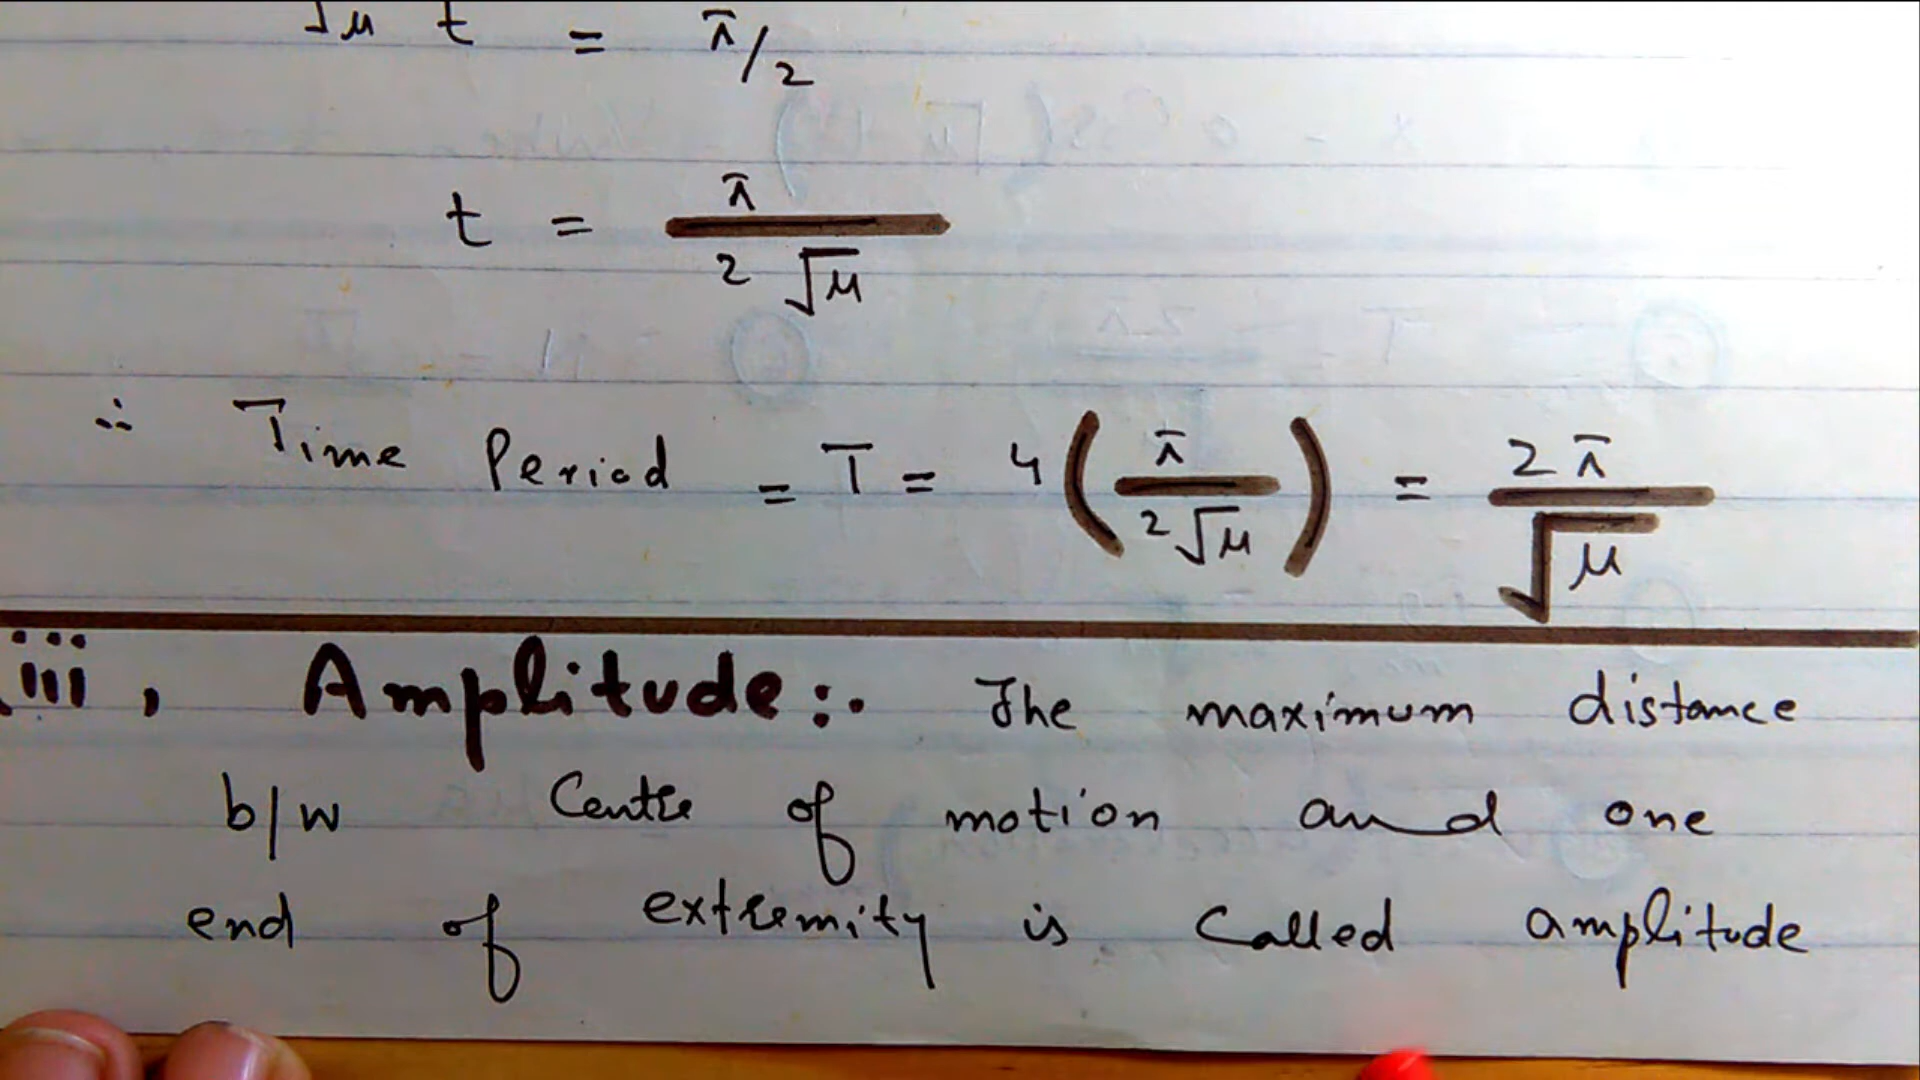 √μ t = π/2
t = π / 2 √μ
∴ Time Period = T = 4 ( π / 2√μ ) = 2π / √μ
iii, Amplitude:. The maximum distance
b/w Centre of motion and one
end of extremity is Called amplitude